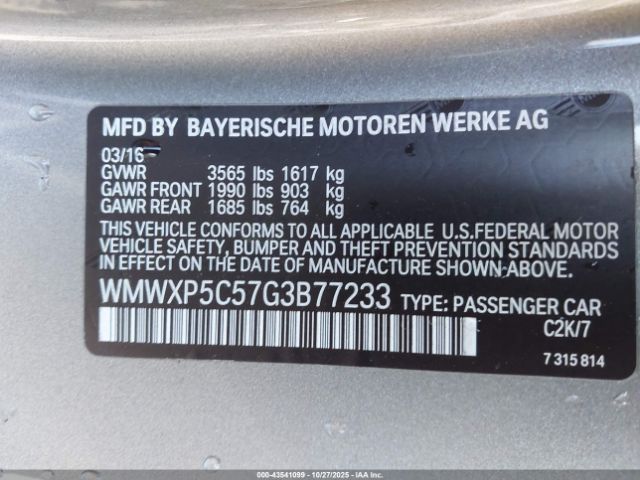 MFD BY BAYERISCHE MOTOREN WERKE AG
03/16
GVWR 3565 lbs 1617 kg
GAWR FRONT 1990 lbs 903 kg
GAWR REAR 1685 lbs 764 kg
THIS VEHICLE CONFORMS TO ALL APPLICABLE U.S.FEDERAL MOTOR
VEHICLE SAFETY, BUMPER AND THEFT PREVENTION STANDARDS
IN EFFECT ON THE DATE OF MANUFACTURE SHOWN ABOVE.
WMWXP5C57G3B77233 TYPE: PASSENGER CAR
C2K/7
7 315 814
000-43541099 | 10/27/2025 | Copyright © 2025 IAA, LLC